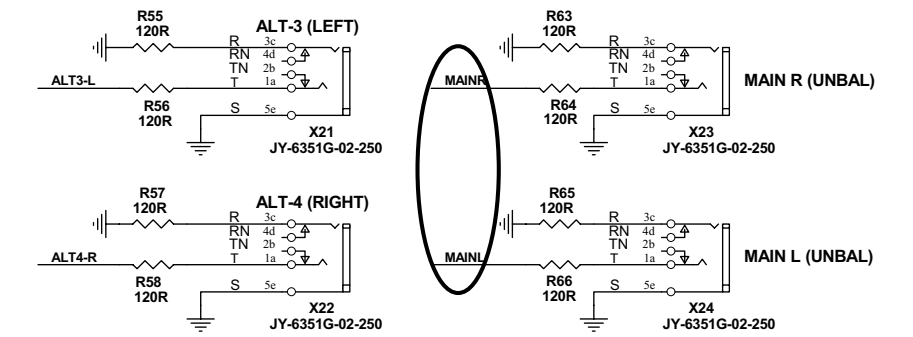 R55
120R
ALT-3 (LEFT)
R 3c
RN 4d
TN 2b
T 1a
ALT3-L
R56
120R
S 5e
X21
JY-6351G-02-250
R63
120R
R 3c
RN 4d
TN 2b
T 1a
MAINR
MAIN R (UNBAL)
R64
120R
S 5e
X23
JY-6351G-02-250
R57
120R
ALT-4 (RIGHT)
R 3c
RN 4d
TN 2b
T 1a
ALT4-R
R58
120R
S 5e
X22
JY-6351G-02-250
R65
120R
R 3c
RN 4d
TN 2b
T 1a
MAINL
MAIN L (UNBAL)
R66
120R
S 5e
X24
JY-6351G-02-250